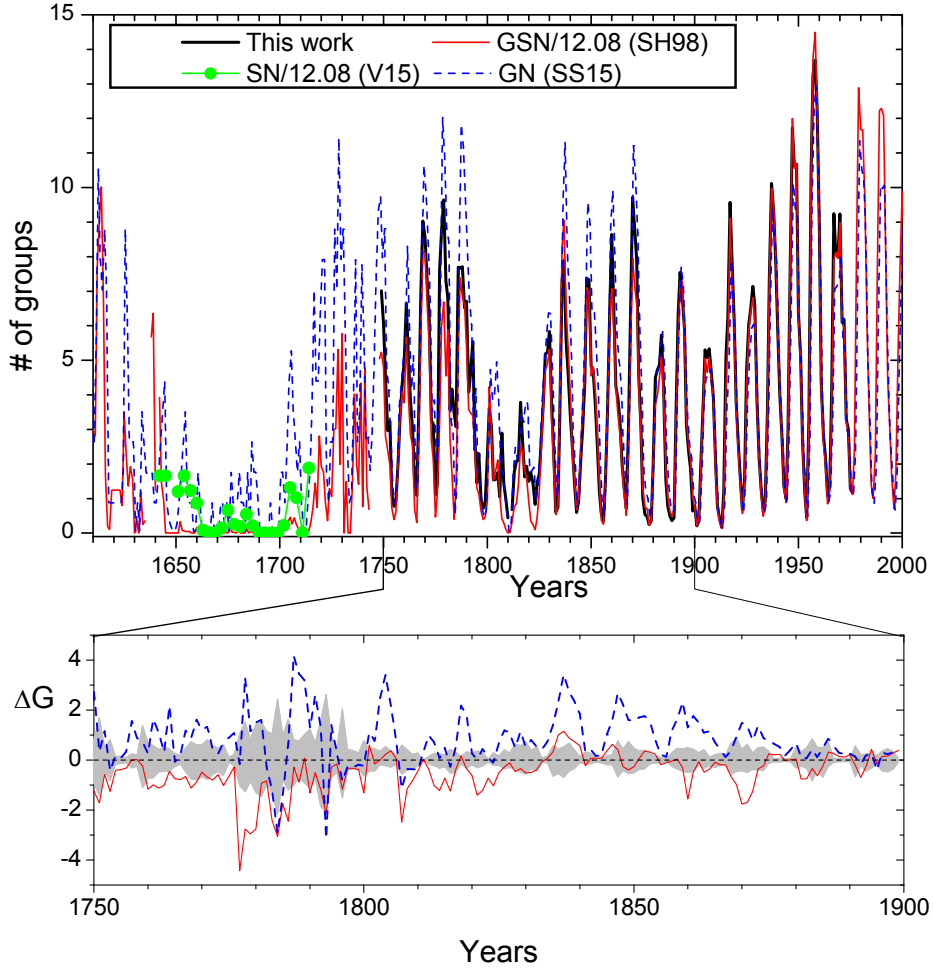 15
This work
GSN/12.08 (SH98)
SN/12.08 (V15)
GN (SS15)
10
5
0
# of groups
1650
1700
1750
1800
1850
1900
1950
2000
Years
4
2
0
-2
-4
ΔG
1750
1800
1850
1900
Years